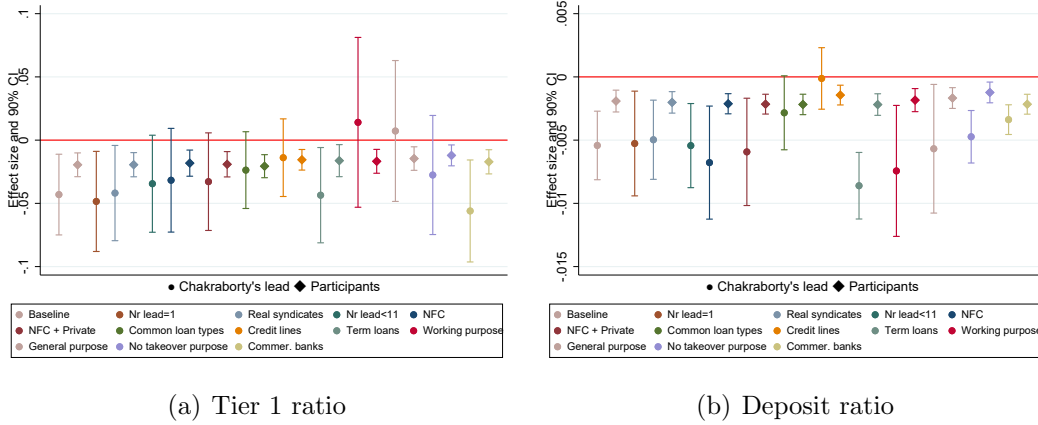 .1
.05
0
-.05
-.1
Effect size and 90% CI
● Chakraborty's lead ◆ Participants
Baseline Nr lead=1 Real syndicates Nr lead<11 NFC
NFC + Private Common loan types Credit lines Term loans Working purpose
General purpose No takeover purpose Commer. banks
(a) Tier 1 ratio
.005
0
-.005
-.01
-.015
Effect size and 90% CI
● Chakraborty's lead ◆ Participants
Baseline Nr lead=1 Real syndicates Nr lead<11 NFC
NFC + Private Common loan types Credit lines Term loans Working purpose
General purpose No takeover purpose Commer. banks
(b) Deposit ratio